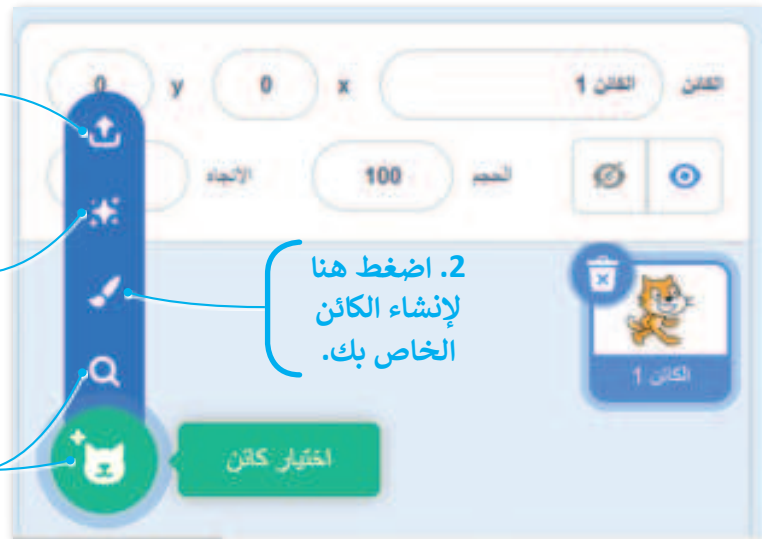 الكائن الكائن 1 x 0 y 0
الحجم 100 الاتجاه
2. اضغط هنا
لإنشاء الكائن
الخاص بك.
الكائن 1
اختيار كائن